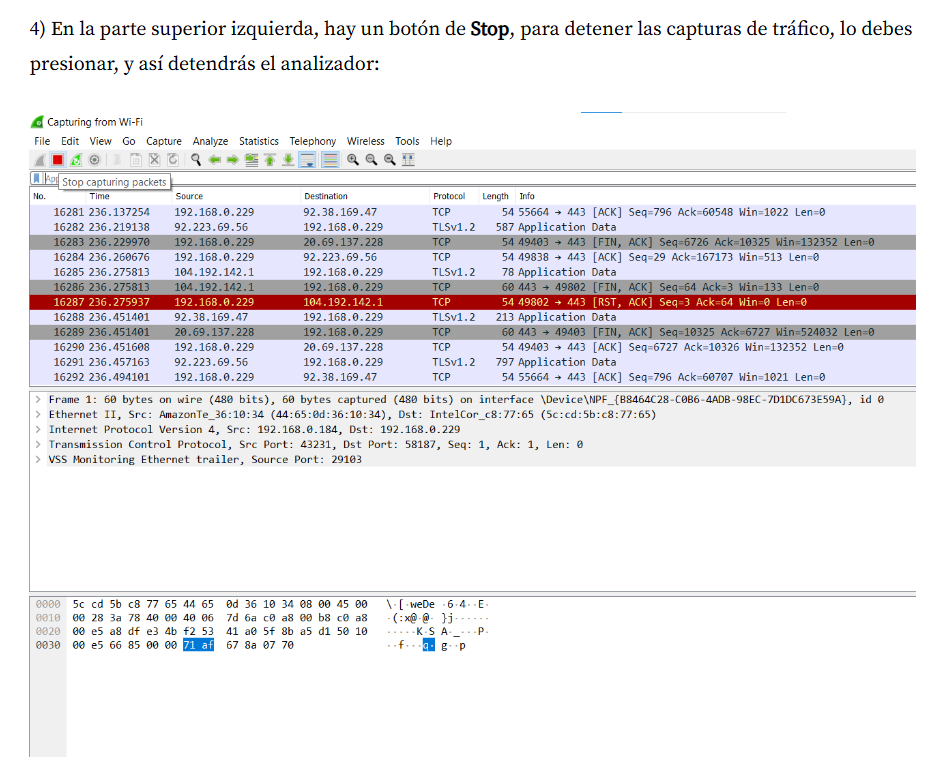 4) En la parte superior izquierda, hay un botón de Stop, para detener las capturas de tráfico, lo debes
presionar, y así detendrás el analizador:
Capturing from Wi-Fi
File Edit View Go Capture Analyze Statistics Telephony Wireless Tools Help
Stop capturing packets
No. Time Source Destination Protocol Length Info
16281 236.137254 192.168.0.229 92.38.169.47 TCP 54 55664 → 443 [ACK] Seq=796 Ack=60548 Win=1022 Len=0
16282 236.219138 92.223.69.56 192.168.0.229 TLSv1.2 587 Application Data
16283 236.229970 192.168.0.229 20.69.137.228 TCP 54 49403 → 443 [FIN, ACK] Seq=6726 Ack=10325 Win=132352 Len=0
16284 236.260676 192.168.0.229 92.223.69.56 TCP 54 49838 → 443 [ACK] Seq=29 Ack=167173 Win=513 Len=0
16285 236.275813 104.192.142.1 192.168.0.229 TLSv1.2 78 Application Data
16286 236.275813 104.192.142.1 192.168.0.229 TCP 60 443 → 49802 [FIN, ACK] Seq=64 Ack=3 Win=133 Len=0
16287 236.275937 192.168.0.229 104.192.142.1 TCP 54 49802 → 443 [RST, ACK] Seq=3 Ack=64 Win=0 Len=0
16288 236.451401 92.38.169.47 192.168.0.229 TLSv1.2 213 Application Data
16289 236.451401 20.69.137.228 192.168.0.229 TCP 60 443 → 49403 [FIN, ACK] Seq=10325 Ack=6727 Win=524032 Len=0
16290 236.451608 192.168.0.229 20.69.137.228 TCP 54 49403 → 443 [ACK] Seq=6727 Ack=10326 Win=132352 Len=0
16291 236.457163 92.223.69.56 192.168.0.229 TLSv1.2 797 Application Data
16292 236.494101 192.168.0.229 92.38.169.47 TCP 54 55664 → 443 [ACK] Seq=796 Ack=60707 Win=1021 Len=0
> Frame 1: 60 bytes on wire (480 bits), 60 bytes captured (480 bits) on interface \Device\NPF_{B8464C28-C0B6-4ADB-98EC-7D1DC673E59A}, id 0
> Ethernet II, Src: AmazonTe_36:10:34 (44:65:0d:36:10:34), Dst: IntelCor_c8:77:65 (5c:cd:5b:c8:77:65)
> Internet Protocol Version 4, Src: 192.168.0.184, Dst: 192.168.0.229
> Transmission Control Protocol, Src Port: 43231, Dst Port: 58187, Seq: 1, Ack: 1, Len: 0
> VSS Monitoring Ethernet trailer, Source Port: 29103
0000 5c cd 5b c8 77 65 44 65 0d 36 10 34 08 00 45 00 \·[·weDe ·6·4··E·
0010 00 28 3a 78 40 00 40 06 7d 6a c0 a8 00 b8 c0 a8 ·(:x@·@· }j······
0020 00 e5 a8 df e3 4b f2 53 41 a0 5f 8b a5 d1 50 10 ·····K·S A·_···P·
0030 00 e5 66 85 00 00 71 af 67 8a 07 70 ··f···q· g··p